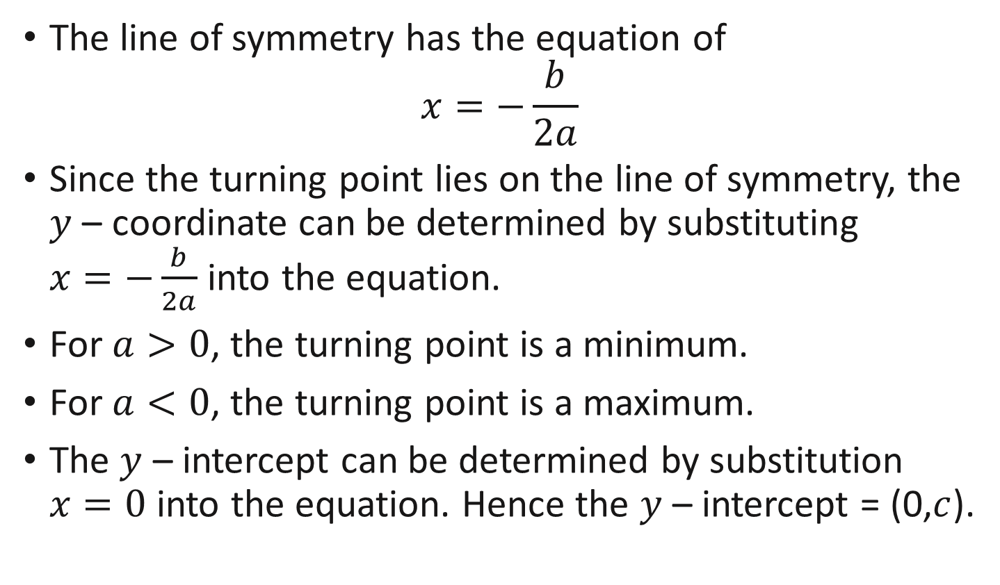 • The line of symmetry has the equation of
x = −b/2a
• Since the turning point lies on the line of symmetry, the
y – coordinate can be determined by substituting
x = −b/2a into the equation.
• For a > 0, the turning point is a minimum.
• For a < 0, the turning point is a maximum.
• The y – intercept can be determined by substitution
x = 0 into the equation. Hence the y – intercept = (0,c).